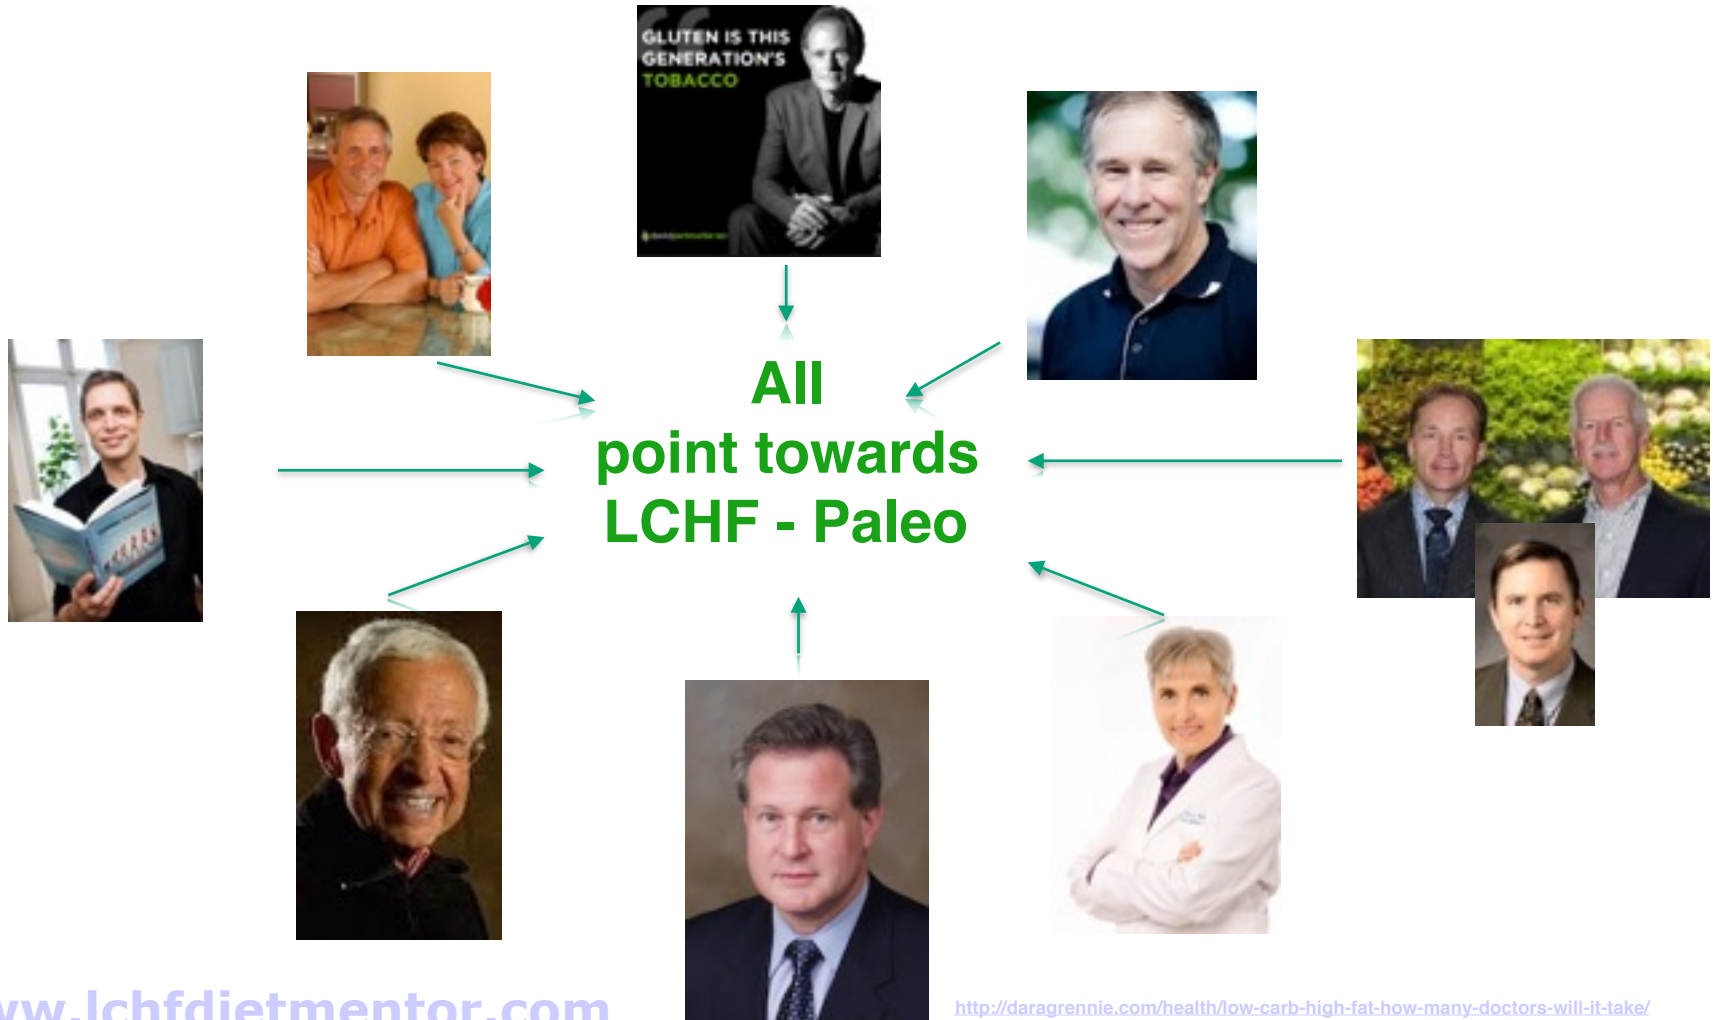 GLUTEN IS THIS
GENERATION'S
TOBACCO
All
point towards
LCHF - Paleo
ww.lchfdietmentor.com
http://daragrennie.com/health/low-carb-high-fat-how-many-doctors-will-it-take/